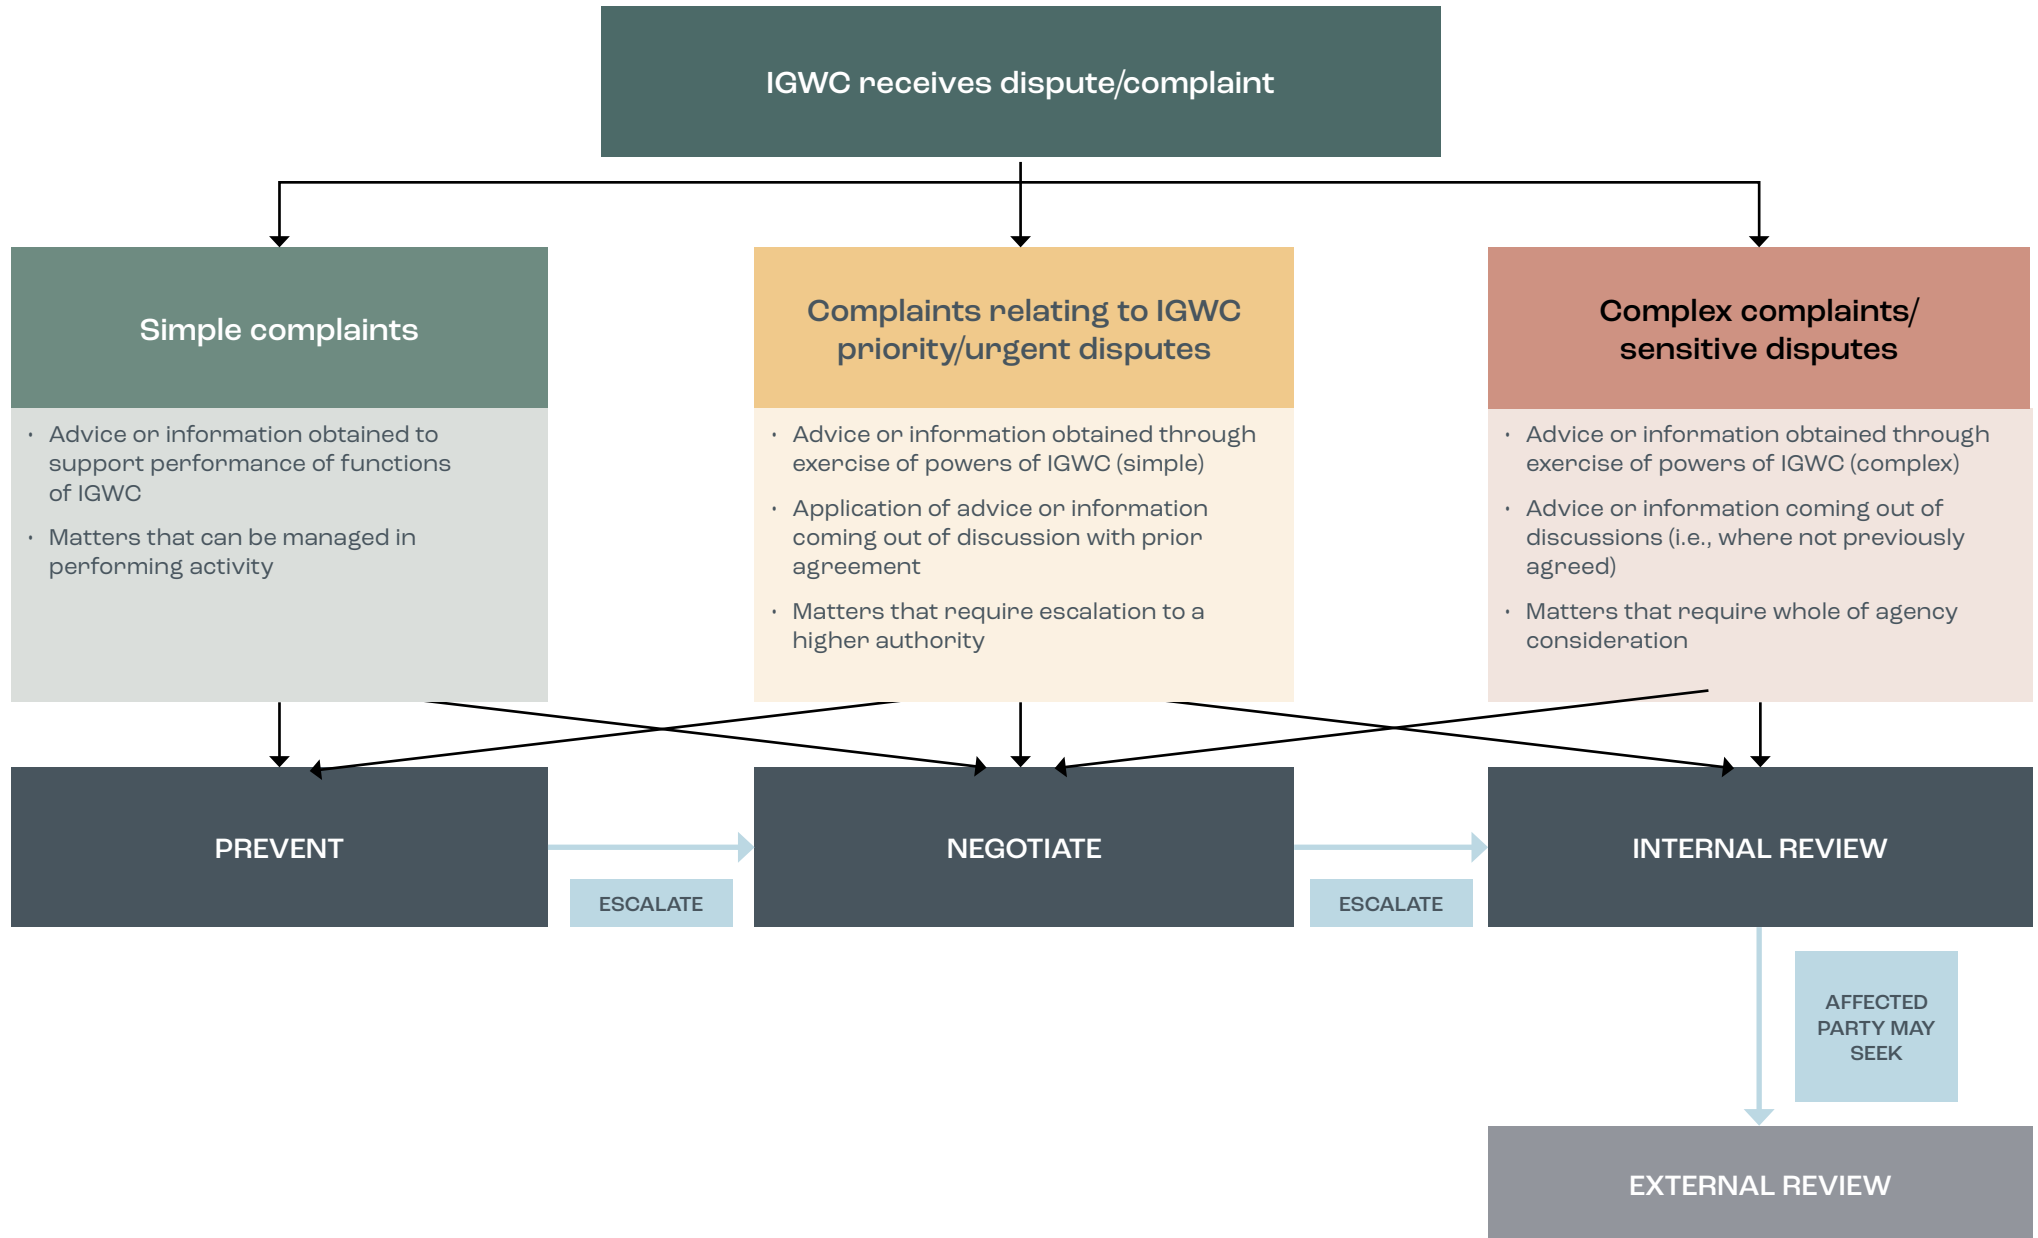 IGWC receives dispute/complaint
Simple complaints
· Advice or information obtained to
support performance of functions
of IGWC
· Matters that can be managed in
performing activity
Complaints relating to IGWC
priority/urgent disputes
· Advice or information obtained through
exercise of powers of IGWC (simple)
· Application of advice or information
coming out of discussion with prior
agreement
· Matters that require escalation to a
higher authority
Complex complaints/
sensitive disputes
· Advice or information obtained through
exercise of powers of IGWC (complex)
· Advice or information coming out of
discussions (i.e., where not previously
agreed)
· Matters that require whole of agency
consideration
PREVENT
ESCALATE
NEGOTIATE
ESCALATE
INTERNAL REVIEW
AFFECTED
PARTY MAY
SEEK
EXTERNAL REVIEW